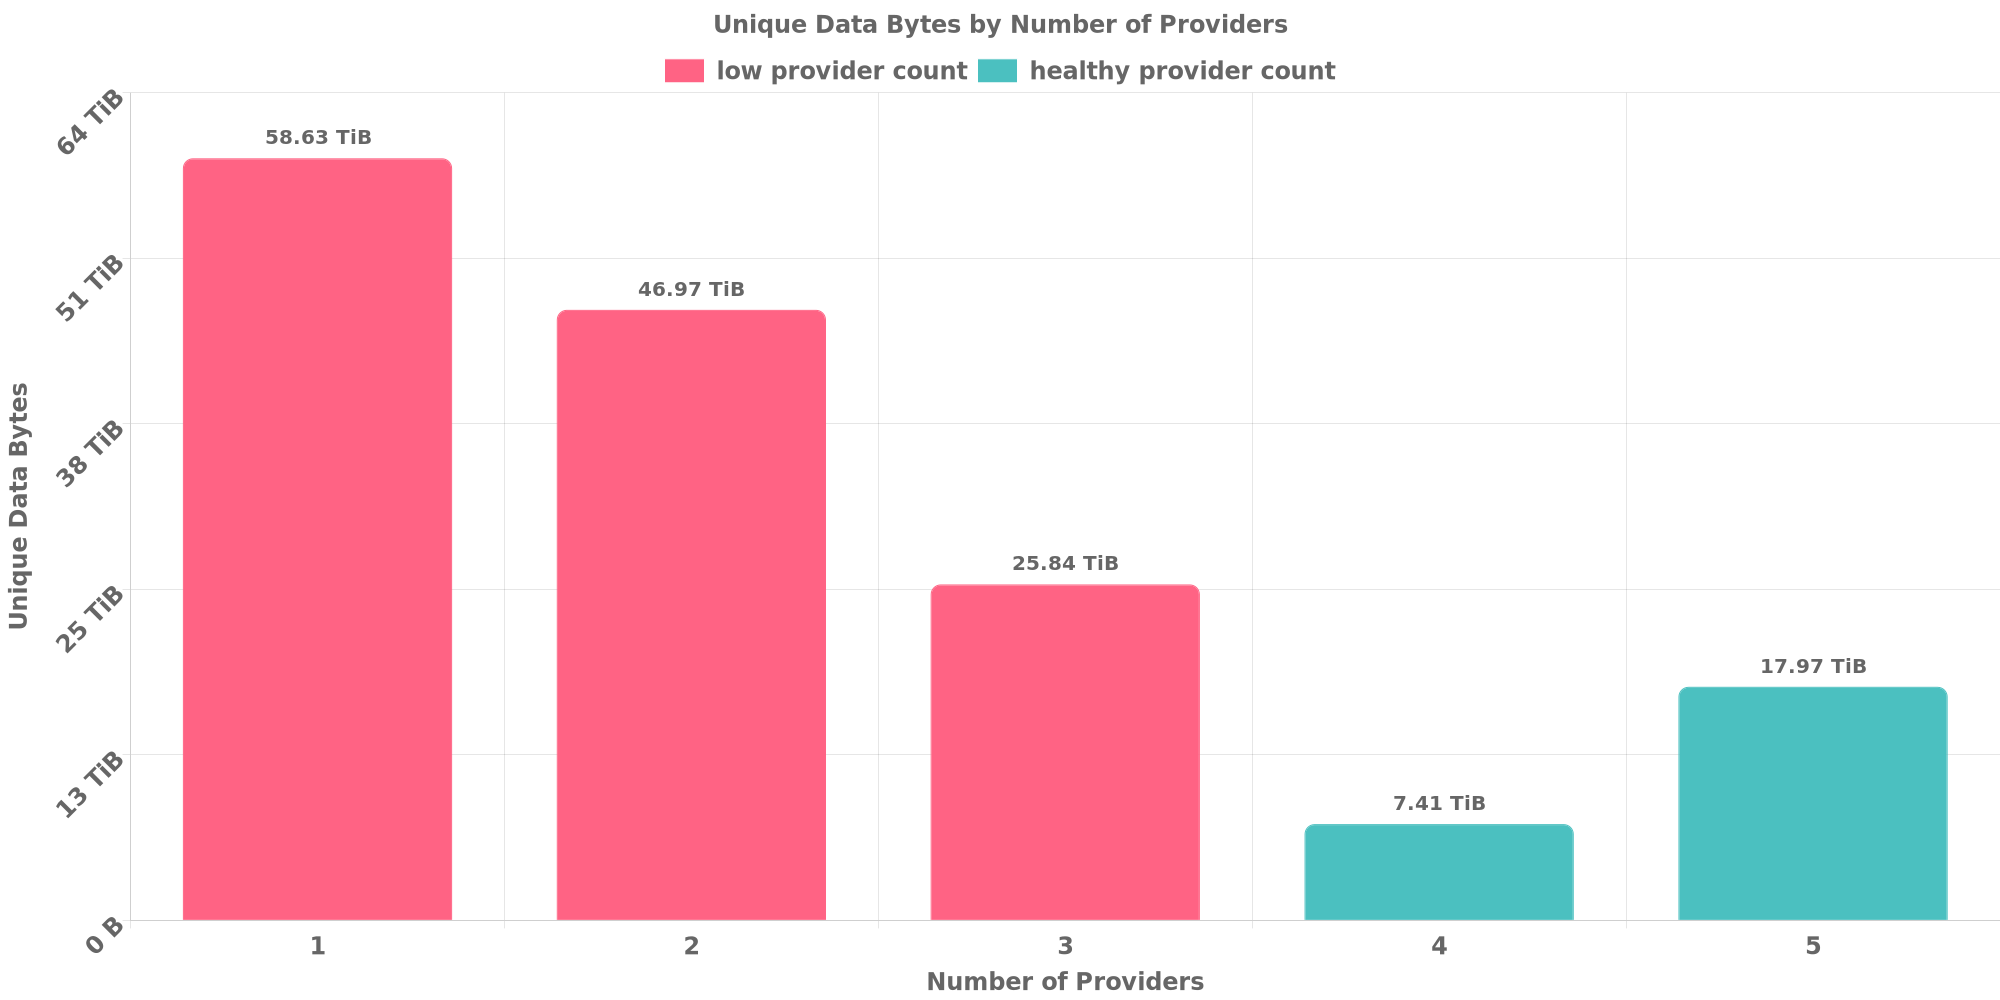 Unique Data Bytes by Number of Providers
low provider count
healthy provider count
64 TiB
51 TiB
38 TiB
25 TiB
13 TiB
0 B
Unique Data Bytes
58.63 TiB
46.97 TiB
25.84 TiB
7.41 TiB
17.97 TiB
1
2
3
4
5
Number of Providers